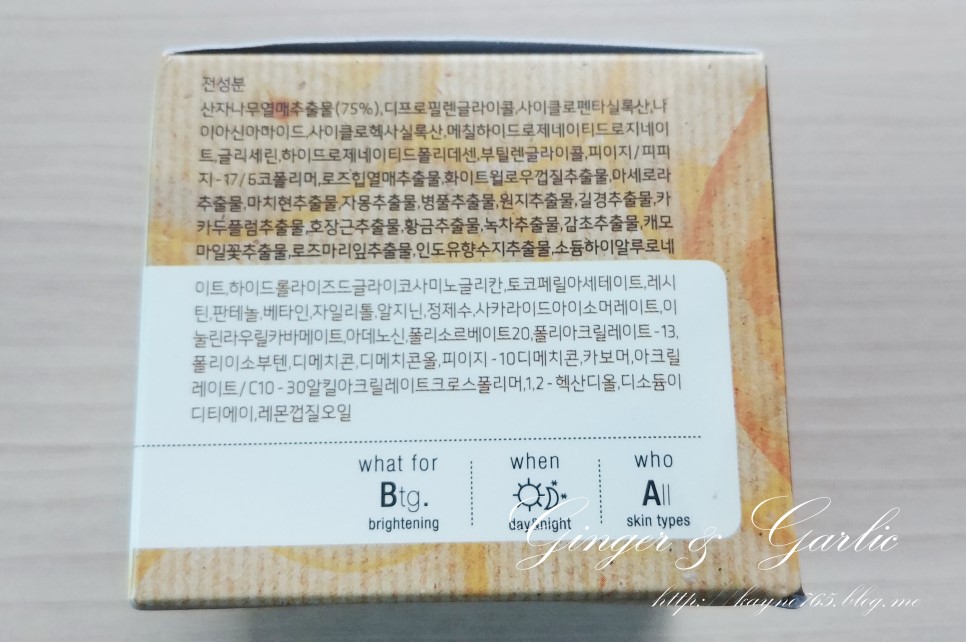 전성분
산자나무열매추출물(75%),디프로필렌글라이콜,사이클로펜타실록산,나
이아신아마이드,사이클로헥사실록산,메칠하이드로제네이티드로지네이
트,글리세린,하이드로제네이티드폴리데센,부틸렌글라이콜,피이지/피피
지-17/6코폴리머,로즈힙열매추출물,화이트윌로우껍질추출물,아세로라
추출물,마치현추출물,자몽추출물,병풀추출물,원지추출물,길경추출물,카
카두플럼추출물,호장근추출물,황금추출물,녹차추출물,감초추출물,캐모
마일꽃추출물,로즈마리잎추출물,인도유향수지추출물,소듐하이알루로네
이트,하이드롤라이즈드글라이코사미노글리칸,토코페릴아세테이트,레시
틴,판테놀,베타인,자일리톨,알지닌,정제수,사카라이드아이소머레이트,이
눌린라우릴카바메이트,아데노신,폴리소르베이트20,폴리아크릴레이트-13,
폴리이소부텐,디메치콘,디메치콘올,피이지-10디메치콘,카보머,아크릴
레이트/C10-30알킬아크릴레이트크로스폴리머,1,2-헥산디올,디소듐이
디티에이,레몬껍질오일
what for when who
Btg. All
brightening day&night skin types
Ginger & Garlic
http://kayne765.blog.me